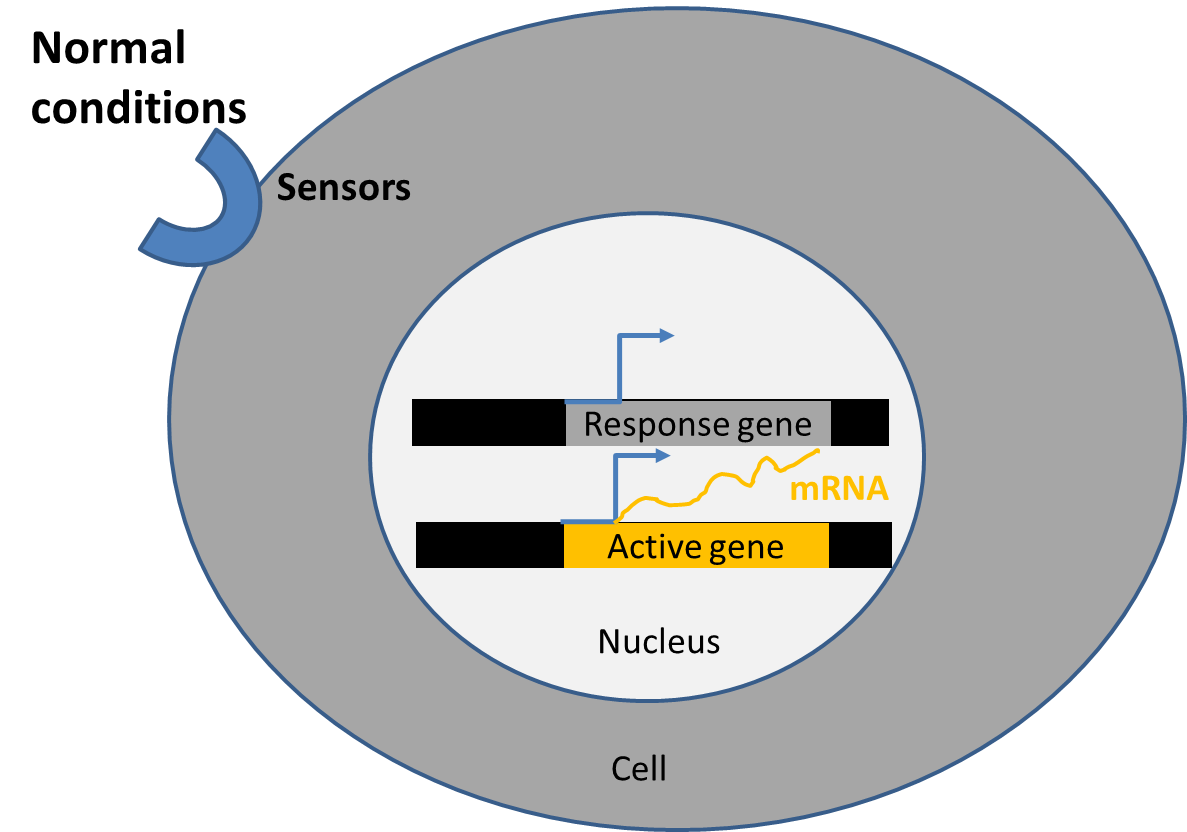 Normal
conditions
Sensors
Response gene
mRNA
Active gene
Nucleus
Cell